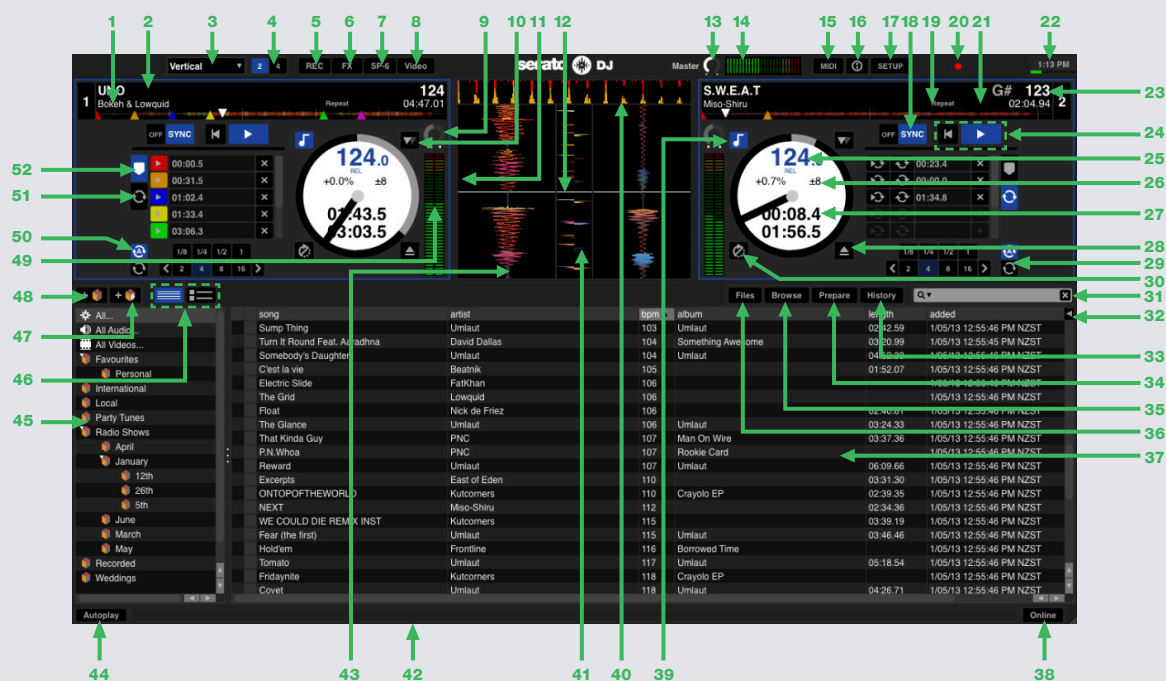 1 2 3 4 5 6 7 8 9 10 11 12 13 14 15 16 17 18 19 20 21 22
Vertical 2 4 REC FX SP-6 Video serato DJ Master MIDI SETUP 1:13 PM
1 UNO 124
Bokeh & Lowquid Repeat 04:47.01
S.W.E.A.T G# 123 2
Miso-Shiru Repeat 02:04.94
23
24
25
26
27
28
29
30
31
32
33
34
35
36
37
52
51
50
49
48
47
46
45
OFF SYNC
00:00.5
00:31.5
01:02.4
01:33.4
03:06.3
1/8 1/4 1/2 1
2 4 8 16
124.0
REL
+0.0% ±8
01:43.5
03:03.5
OFF SYNC
124.0
REL
+0.7% ±8
00:08.4
01:56.5
00:23.4
00:00.0
01:34.8
1/8 1/4 1/2 1
2 4 8 16
Files Browse Prepare History
All...
All Audio...
All Videos...
Favourites
Personal
International
Local
Party Tunes
Radio Shows
April
January
12th
26th
5th
June
March
May
Recorded
Weddings
song artist bpm album length added
Sump Thing Umlaut 103 Umlaut 02:42.59 1/05/13 12:55:46 PM NZST
Turn It Round Feat. Aaradhna David Dallas 104 Something Awesome 03:20.99 1/05/13 12:55:45 PM NZST
Somebody's Daughter Umlaut 104 Umlaut 1/05/13 12:55:46 PM NZST
C'est la vie Beatnik 105 01:52.07 1/05/13 12:55:46 PM NZST
Electric Slide FatKhan 106
The Grid Lowquid 106 1/05/13 12:55:46 PM NZST
Float Nick de Friez 106 02:40.81
The Glance Umlaut 106 Umlaut 03:24.33 1/05/13 12:55:46 PM NZST
That Kinda Guy PNC 107 Man On Wire 03:37.36 1/05/13 12:55:46 PM NZST
P.N.Whoa PNC 107 Rookie Card 1/05/13 12:55:46 PM NZST
Reward Umlaut 107 Umlaut 06:09.66 1/05/13 12:55:46 PM NZST
Excerpts East of Eden 110 03:31.30 1/05/13 12:55:46 PM NZST
ONTOPOFTHEWORLD Kutcorners 110 Crayolo EP 02:39.35 1/05/13 12:55:46 PM NZST
NEXT Miso-Shiru 112 02:34.36 1/05/13 12:55:46 PM NZST
WE COULD DIE REMIX INST Kutcorners 115 03:39.19 1/05/13 12:55:46 PM NZST
Fear (the first) Umlaut 115 Umlaut 03:46.46 1/05/13 12:55:46 PM NZST
Hold'em Frontline 116 Borrowed Time 1/05/13 12:55:46 PM NZST
Tomato Umlaut 117 Umlaut 05:18.54 1/05/13 12:55:46 PM NZST
Fridaynite Kutcorners 118 Crayolo EP 1/05/13 12:55:46 PM NZST
Covet Umlaut 118 Umlaut 04:26.71 1/05/13 12:55:46 PM NZST
Autoplay Online
44 43 42 41 40 39 38